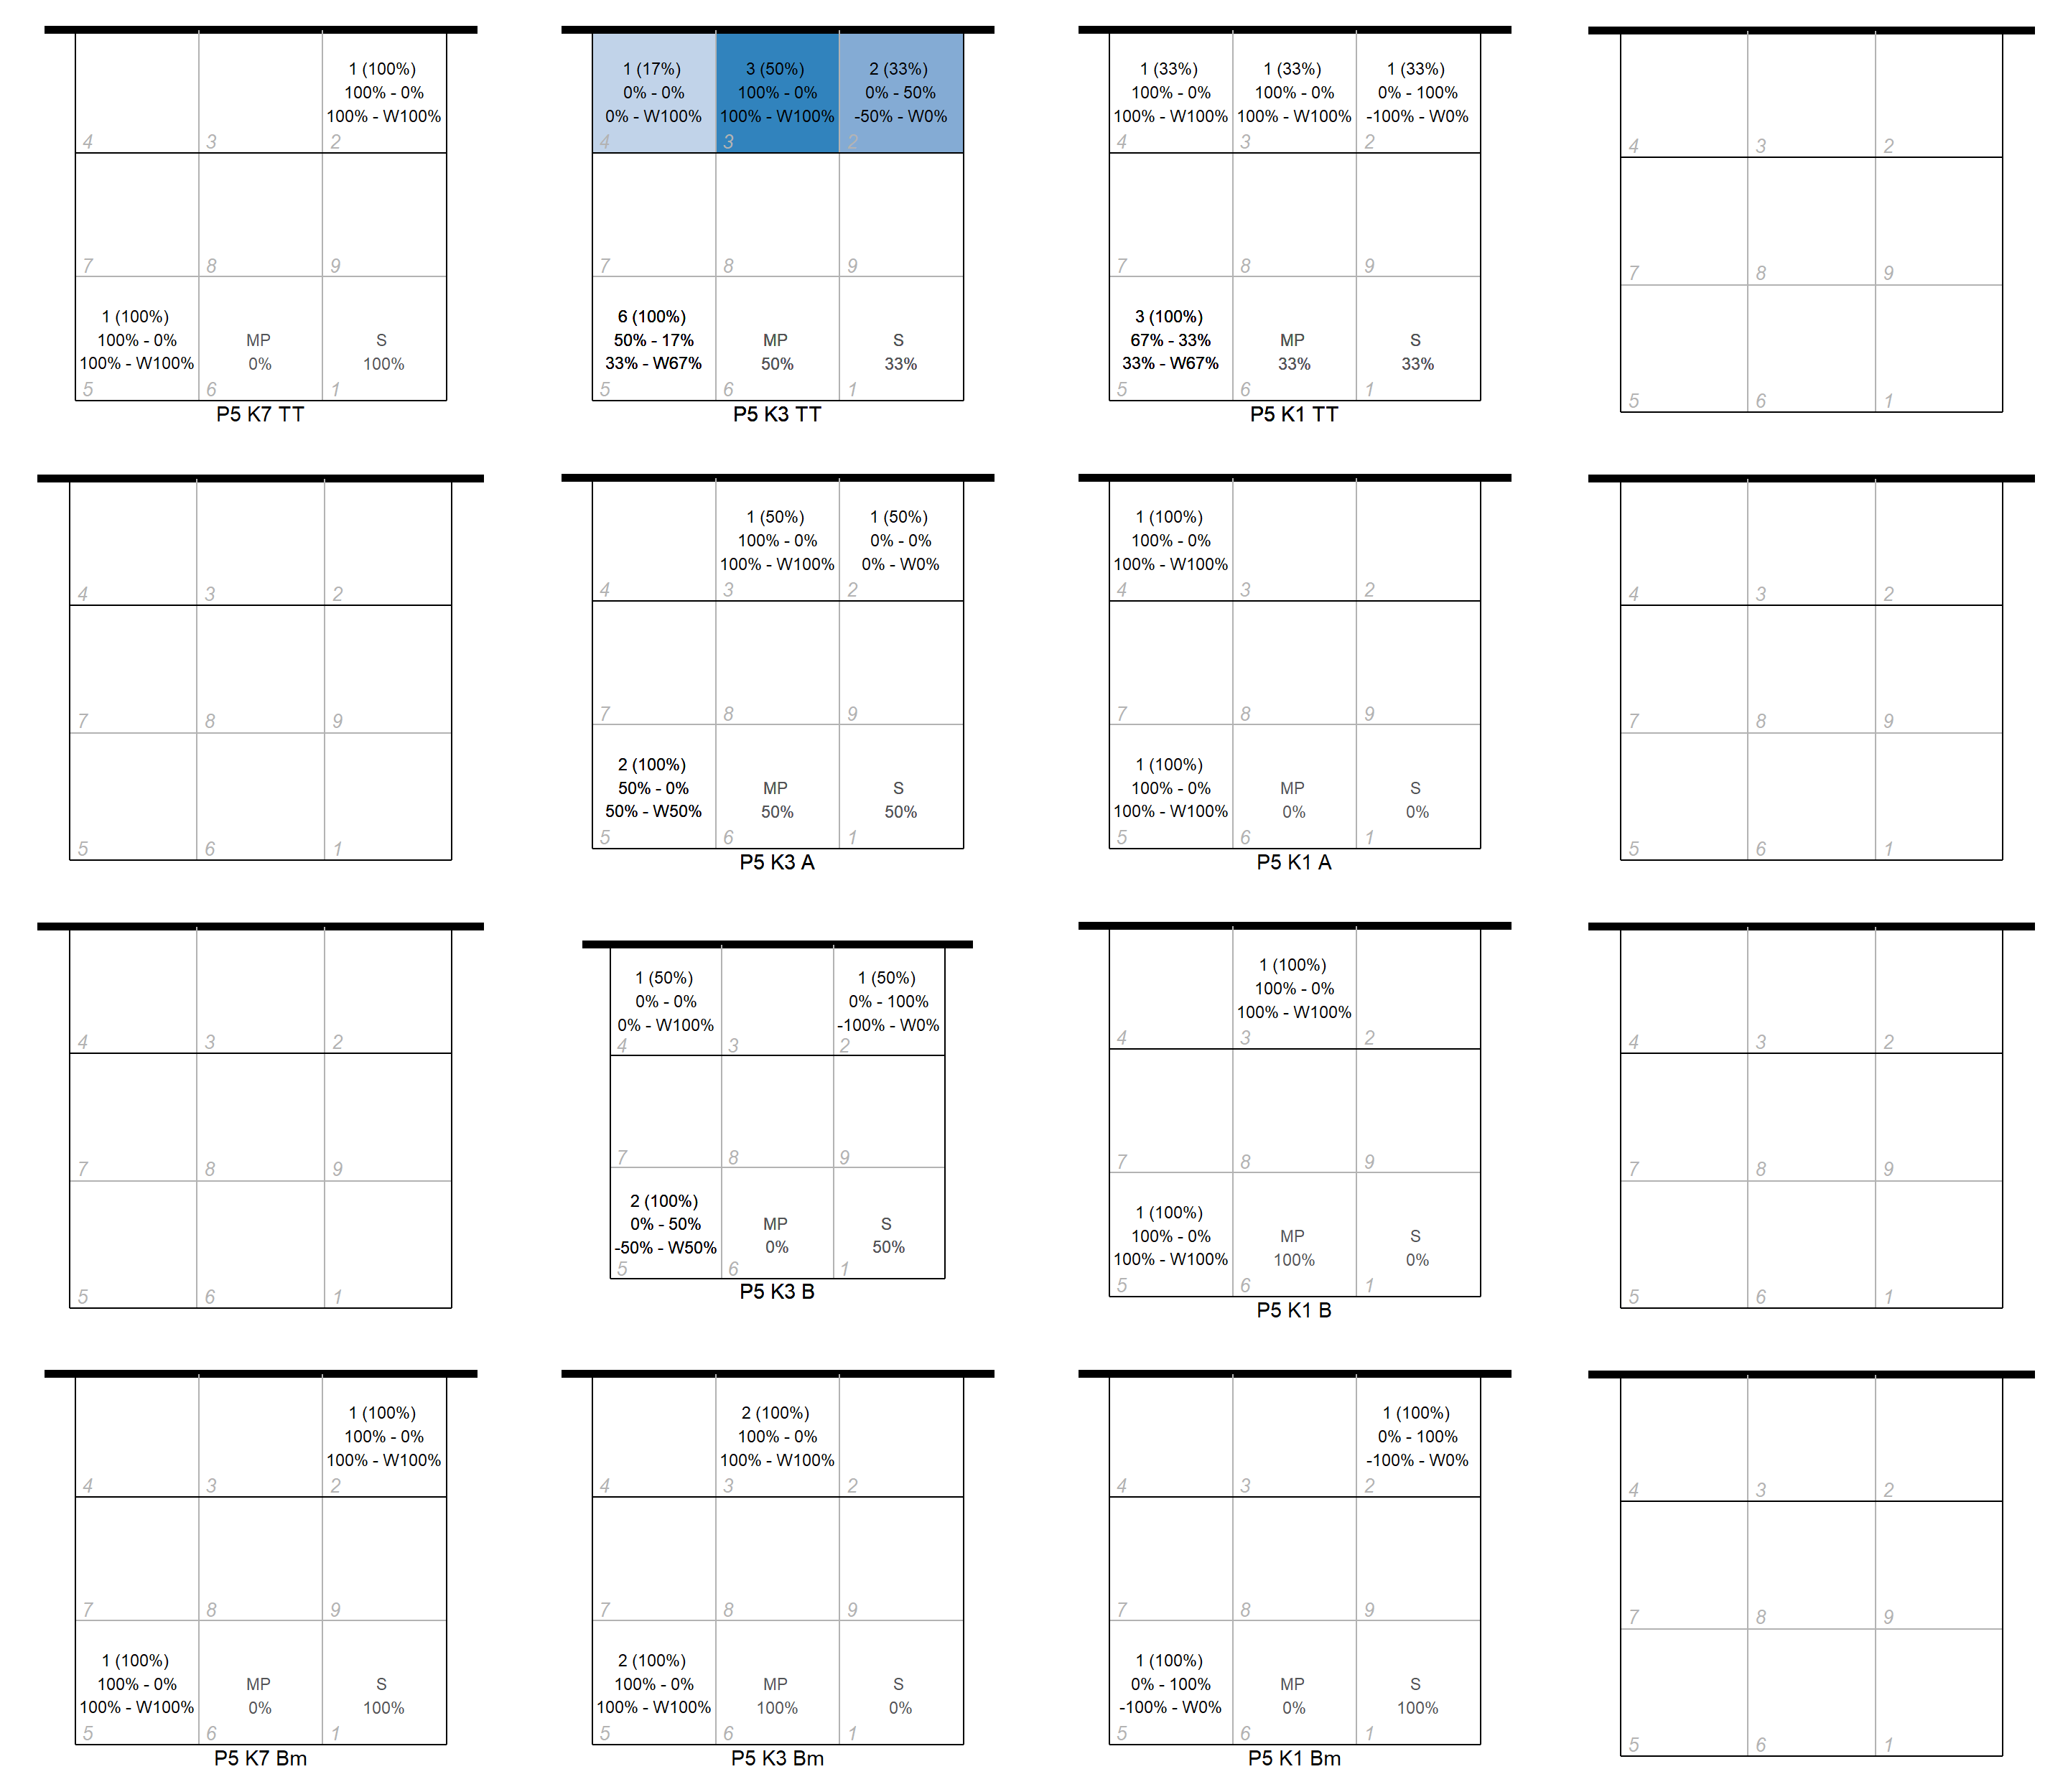 1 (100%)
100% - 0%
100% - W100%
4
3
2
7
8
9
1 (100%)
100% - 0%
100% - W100%
MP
0%
S
100%
5
6
1
P5 K7 TT
1 (17%)
0% - 0%
0% - W100%
3 (50%)
100% - 0%
100% - W100%
2 (33%)
0% - 50%
-50% - W0%
4
3
2
7
8
9
6 (100%)
50% - 17%
33% - W67%
MP
50%
S
33%
5
6
1
P5 K3 TT
1 (33%)
100% - 0%
100% - W100%
1 (33%)
100% - 0%
100% - W100%
1 (33%)
0% - 100%
-100% - W0%
4
3
2
7
8
9
3 (100%)
67% - 33%
33% - W67%
MP
33%
S
33%
5
6
1
P5 K1 TT
4
3
2
7
8
9
5
6
1
4
3
2
7
8
9
5
6
1
1 (50%)
100% - 0%
100% - W100%
1 (50%)
0% - 0%
0% - W0%
4
3
2
7
8
9
2 (100%)
50% - 0%
50% - W50%
MP
50%
S
50%
5
6
1
P5 K3 A
1 (100%)
100% - 0%
100% - W100%
4
3
2
7
8
9
1 (100%)
100% - 0%
100% - W100%
MP
0%
S
0%
5
6
1
P5 K1 A
4
3
2
7
8
9
5
6
1
4
3
2
7
8
9
5
6
1
1 (50%)
0% - 0%
0% - W100%
1 (50%)
0% - 100%
-100% - W0%
4
3
2
7
8
9
2 (100%)
0% - 50%
-50% - W50%
MP
0%
S
50%
5
6
1
P5 K3 B
1 (100%)
100% - 0%
100% - W100%
4
3
2
7
8
9
1 (100%)
100% - 0%
100% - W100%
MP
100%
S
0%
5
6
1
P5 K1 B
4
3
2
7
8
9
5
6
1
1 (100%)
100% - 0%
100% - W100%
4
3
2
7
8
9
1 (100%)
100% - 0%
100% - W100%
MP
0%
S
100%
5
6
1
P5 K7 Bm
2 (100%)
100% - 0%
100% - W100%
4
3
2
7
8
9
2 (100%)
100% - 0%
100% - W100%
MP
100%
S
0%
5
6
1
P5 K3 Bm
1 (100%)
0% - 100%
-100% - W0%
4
3
2
7
8
9
1 (100%)
0% - 100%
-100% - W0%
MP
0%
S
100%
5
6
1
P5 K1 Bm
4
3
2
7
8
9
5
6
1